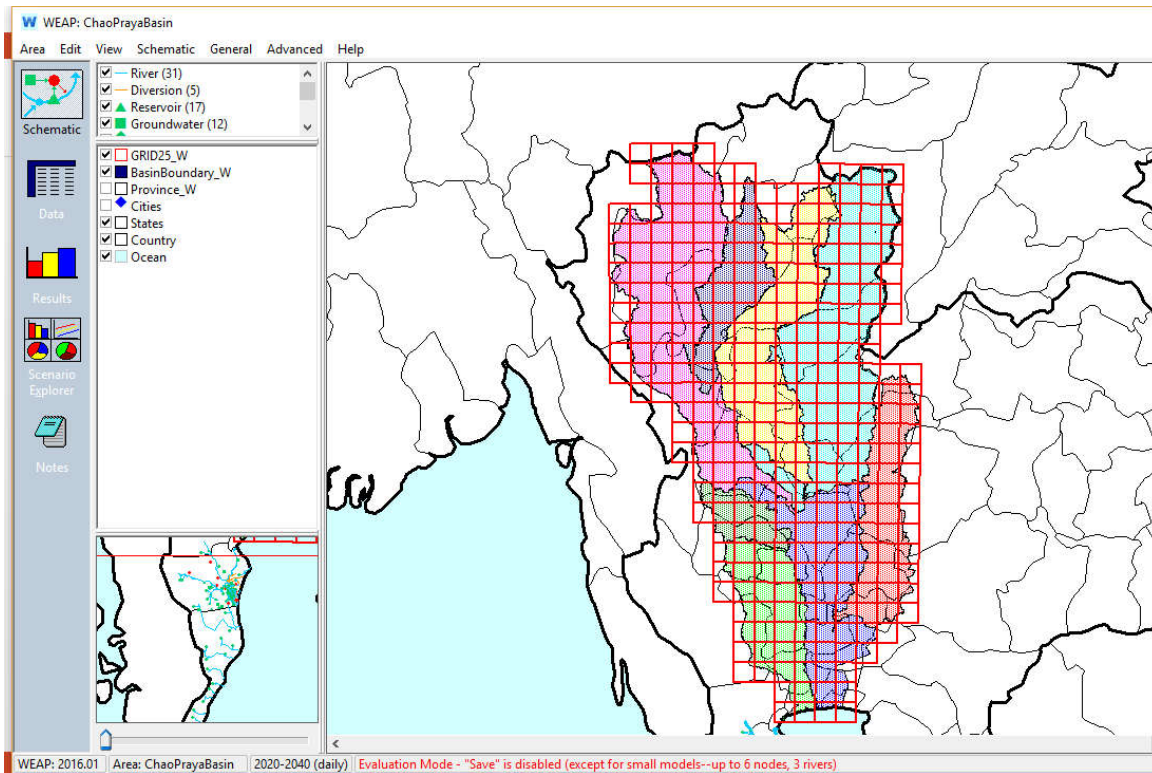 W WEAP: ChaoPrayaBasin
Area Edit View Schematic General Advanced Help
Schematic
Data
Results
Scenario
Explorer
Notes
River (31)
Diversion (5)
Reservoir (17)
Groundwater (12)
GRID25_W
BasinBoundary_W
Province_W
Cities
States
Country
Ocean
WEAP: 2016.01 Area: ChaoPrayaBasin 2020-2040 (daily) Evaluation Mode - "Save" is disabled (except for small models--up to 6 nodes, 3 rivers)